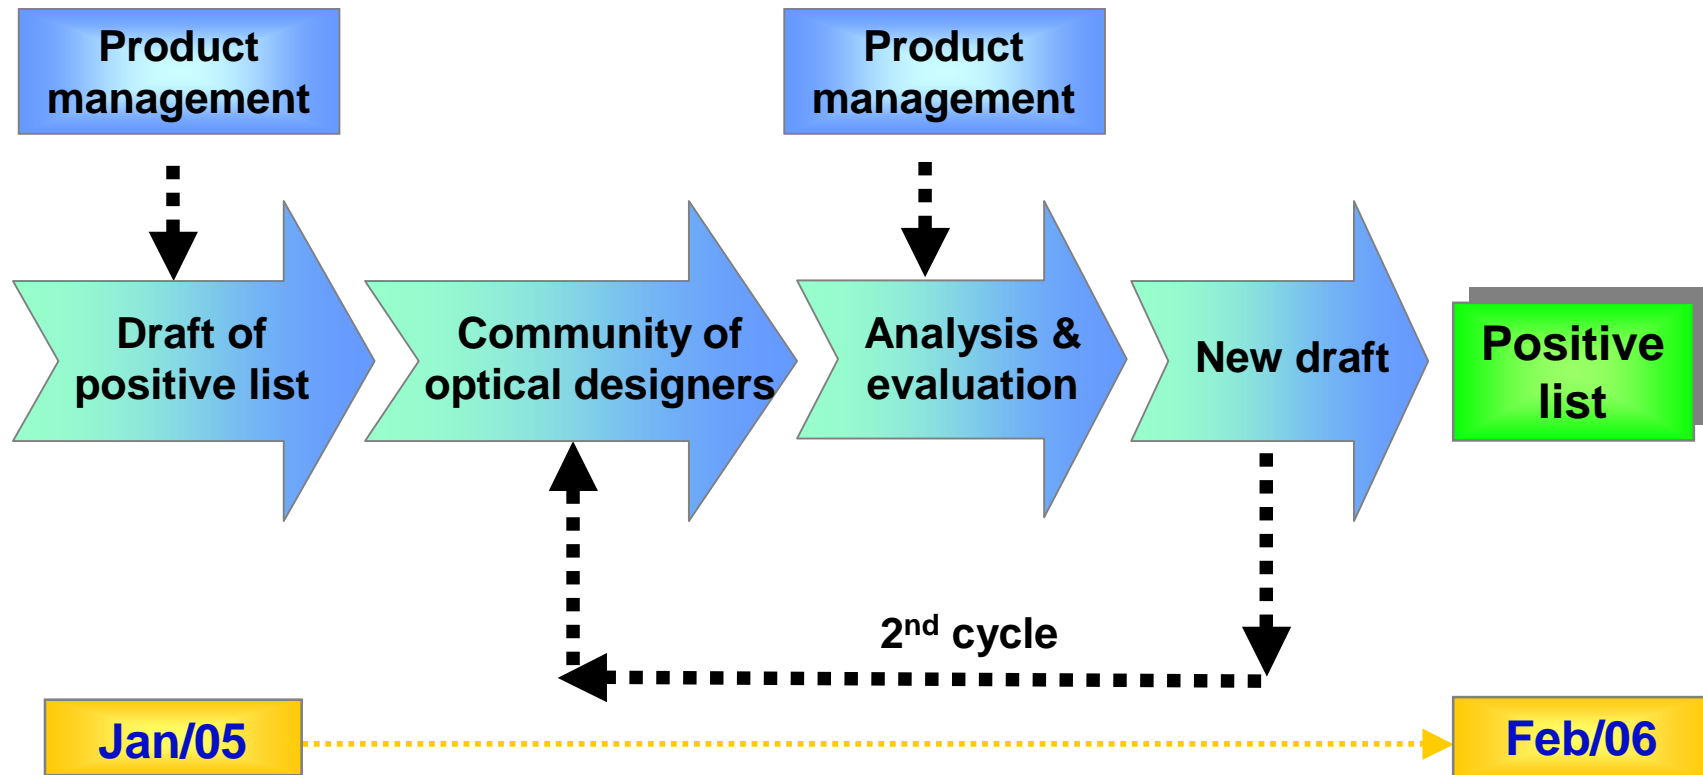 Product
management
Product
management
Draft of
positive list
Community of
optical designers
Analysis &
evaluation
New draft
Positive
list
2nd cycle
Jan/05
Feb/06